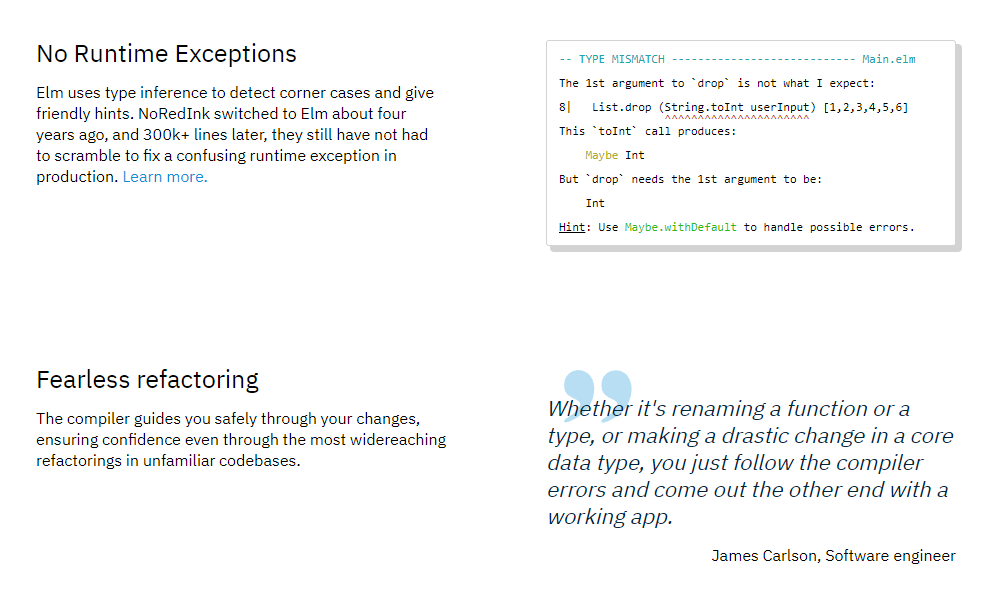 No Runtime Exceptions
Elm uses type inference to detect corner cases and give
friendly hints. NoRedInk switched to Elm about four
years ago, and 300k+ lines later, they still have not had
to scramble to fix a confusing runtime exception in
production. Learn more.
-- TYPE MISMATCH ---------------------------- Main.elm
The 1st argument to `drop` is not what I expect:
8|   List.drop (String.toInt userInput) [1,2,3,4,5,6]
                ^^^^^^^^^^^^^^^^^^^^^^
This `toInt` call produces:
    Maybe Int
But `drop` needs the 1st argument to be:
    Int
Hint: Use Maybe.withDefault to handle possible errors.
Fearless refactoring
The compiler guides you safely through your changes,
ensuring confidence even through the most widereaching
refactorings in unfamiliar codebases.
”
Whether it's renaming a function or a
type, or making a drastic change in a core
data type, you just follow the compiler
errors and come out the other end with a
working app.
James Carlson, Software engineer